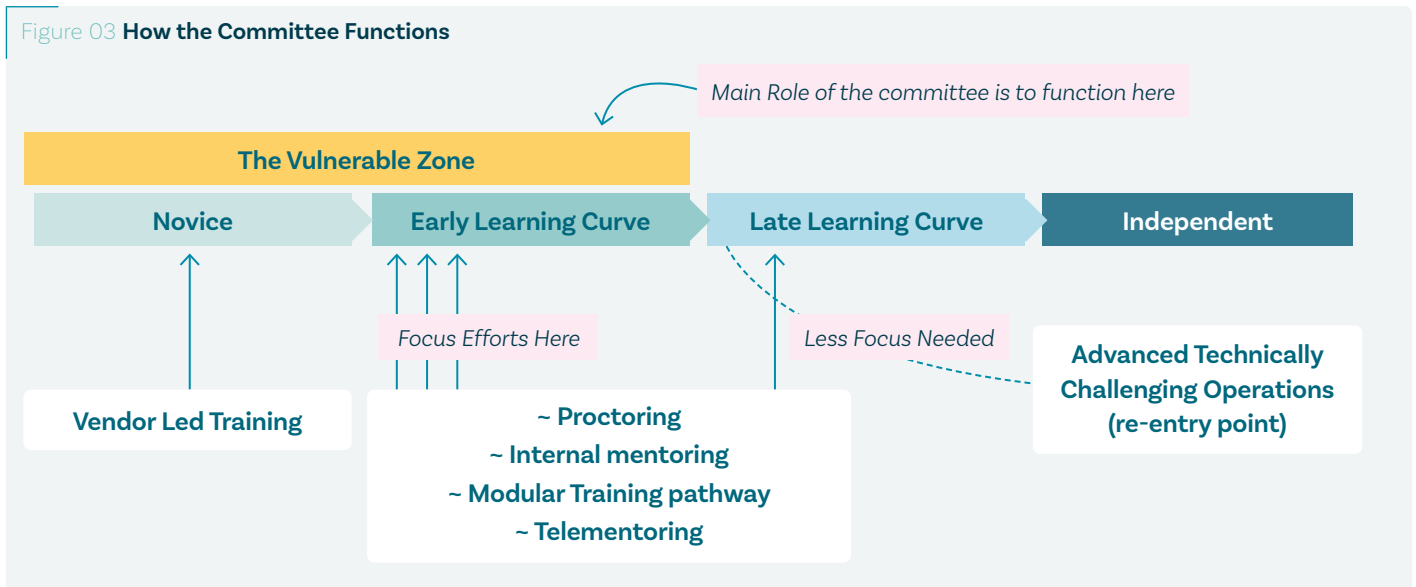 Figure 03 How the Committee Functions
Main Role of the committee is to function here
The Vulnerable Zone
Novice
Early Learning Curve
Late Learning Curve
Independent
Focus Efforts Here
Less Focus Needed
Advanced Technically
Challenging Operations
(re-entry point)
Vendor Led Training
~ Proctoring
~ Internal mentoring
~ Modular Training pathway
~ Telementoring